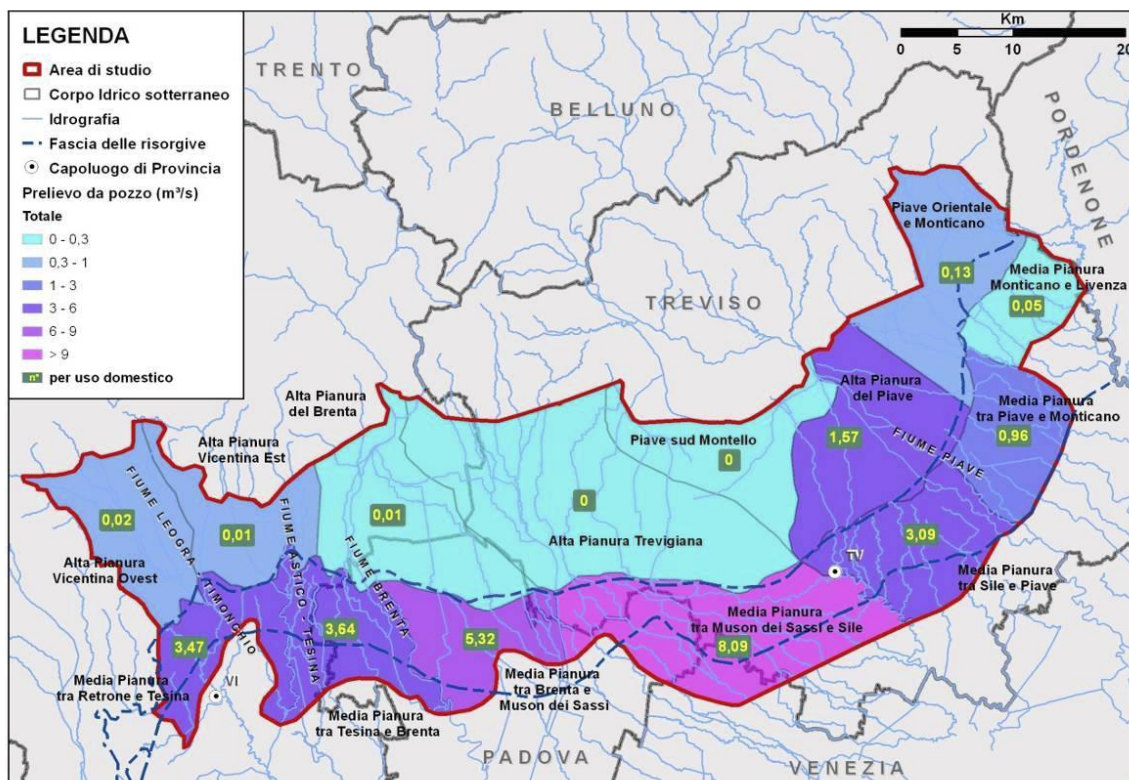 LEGENDA
Area di studio
Corpo Idrico sotterraneo
Idrografia
Fascia delle risorgive
Capoluogo di Provincia
Prelievo da pozzo (m³/s)
Totale
0 - 0,3
0,3 - 1
1 - 3
3 - 6
6 - 9
> 9
n° per uso domestico
Km
0 5 10 20
TRENTO
BELLUNO
PORDENONE
TREVISO
Piave Orientale
e Monticano
0,13
Media Pianura
Monticano e Livenza
0,05
Alta Pianura
del Brenta
Alta Pianura
del Piave
Media Pianura
tra Piave e Monticano
0,96
Alta Pianura
Vicentina Est
Piave sud Montello
0
1,57
FIUME PIAVE
FIUME LEOGRA - TIMONCHIO
FIUME ASTICO - TESINA
FIUME BRENTA
0,02
0,01
0,01
0
Alta Pianura Trevigiana
3,09
Alta Pianura
Vicentina Ovest
TV
Media Pianura
tra Sile e Piave
3,47
3,64
5,32
Media Pianura
tra Muson dei Sassi e Sile
8,09
VI
Media Pianura
tra Retrone e Tesina
Media Pianura
tra Brenta e
Muson dei Sassi
Media Pianura
tra Tesina e Brenta
PADOVA
VENEZIA